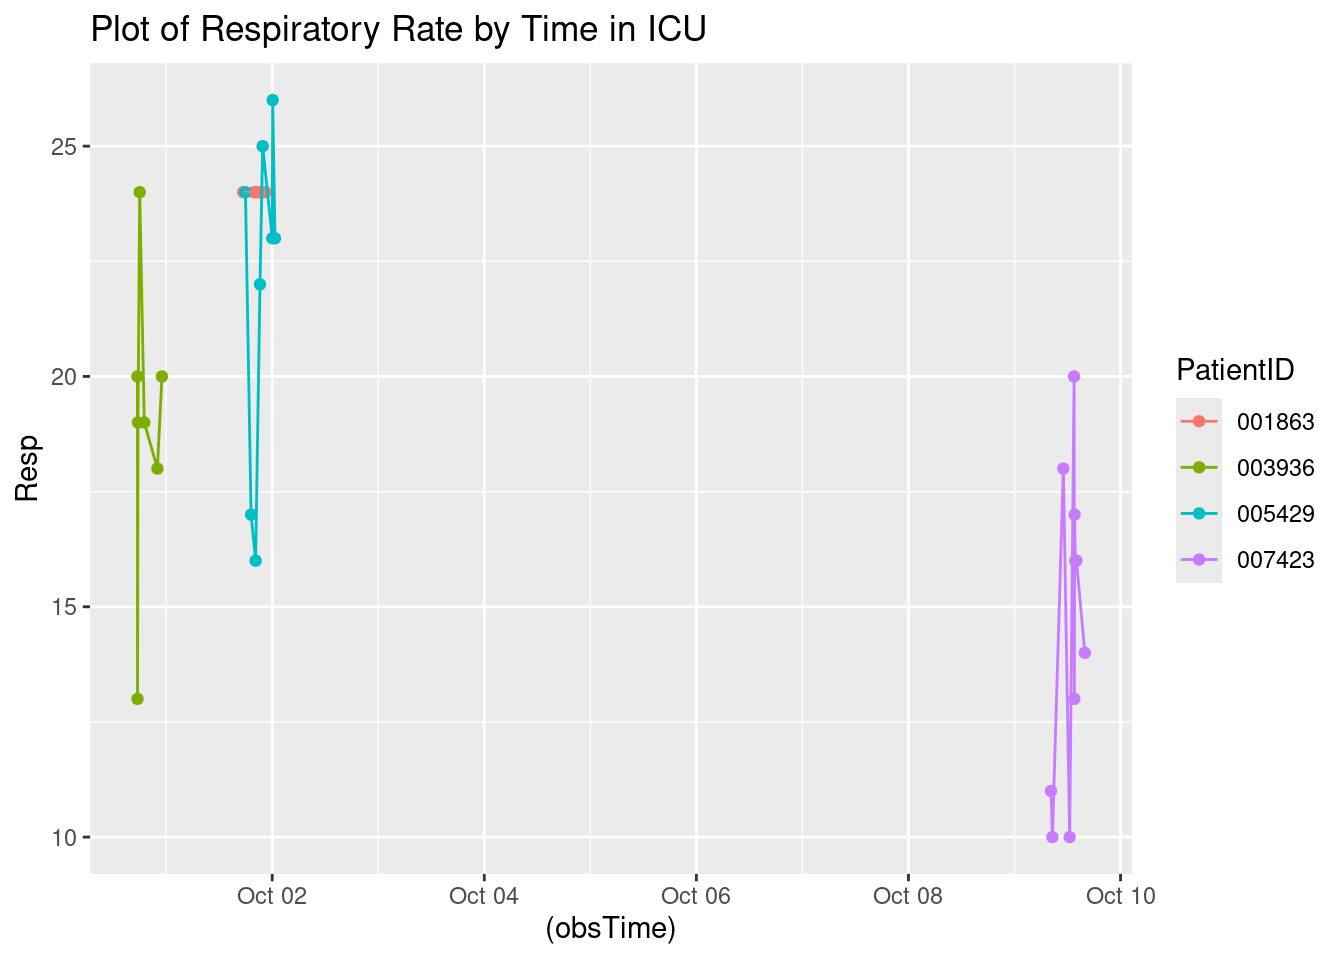 Plot of Respiratory Rate by Time in ICU
25
20
15
10
Resp
Oct 02
Oct 04
Oct 06
Oct 08
Oct 10
(obsTime)
PatientID
001863
003936
005429
007423